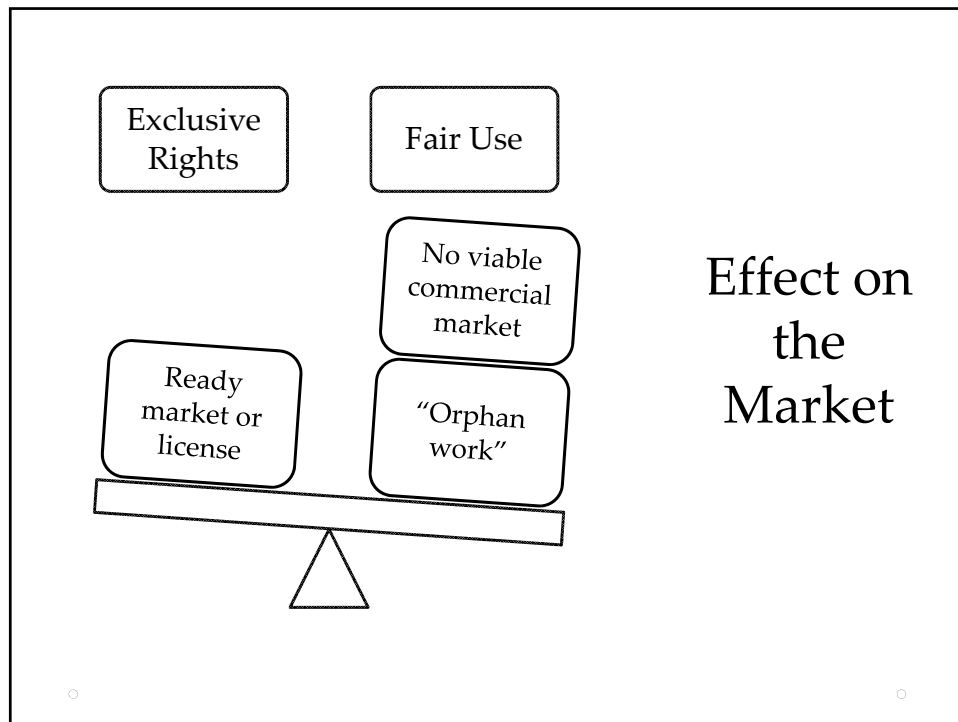 Exclusive
Rights
Fair Use
No viable
commercial
market
Ready
market or
license
“Orphan
work”
Effect on
the
Market